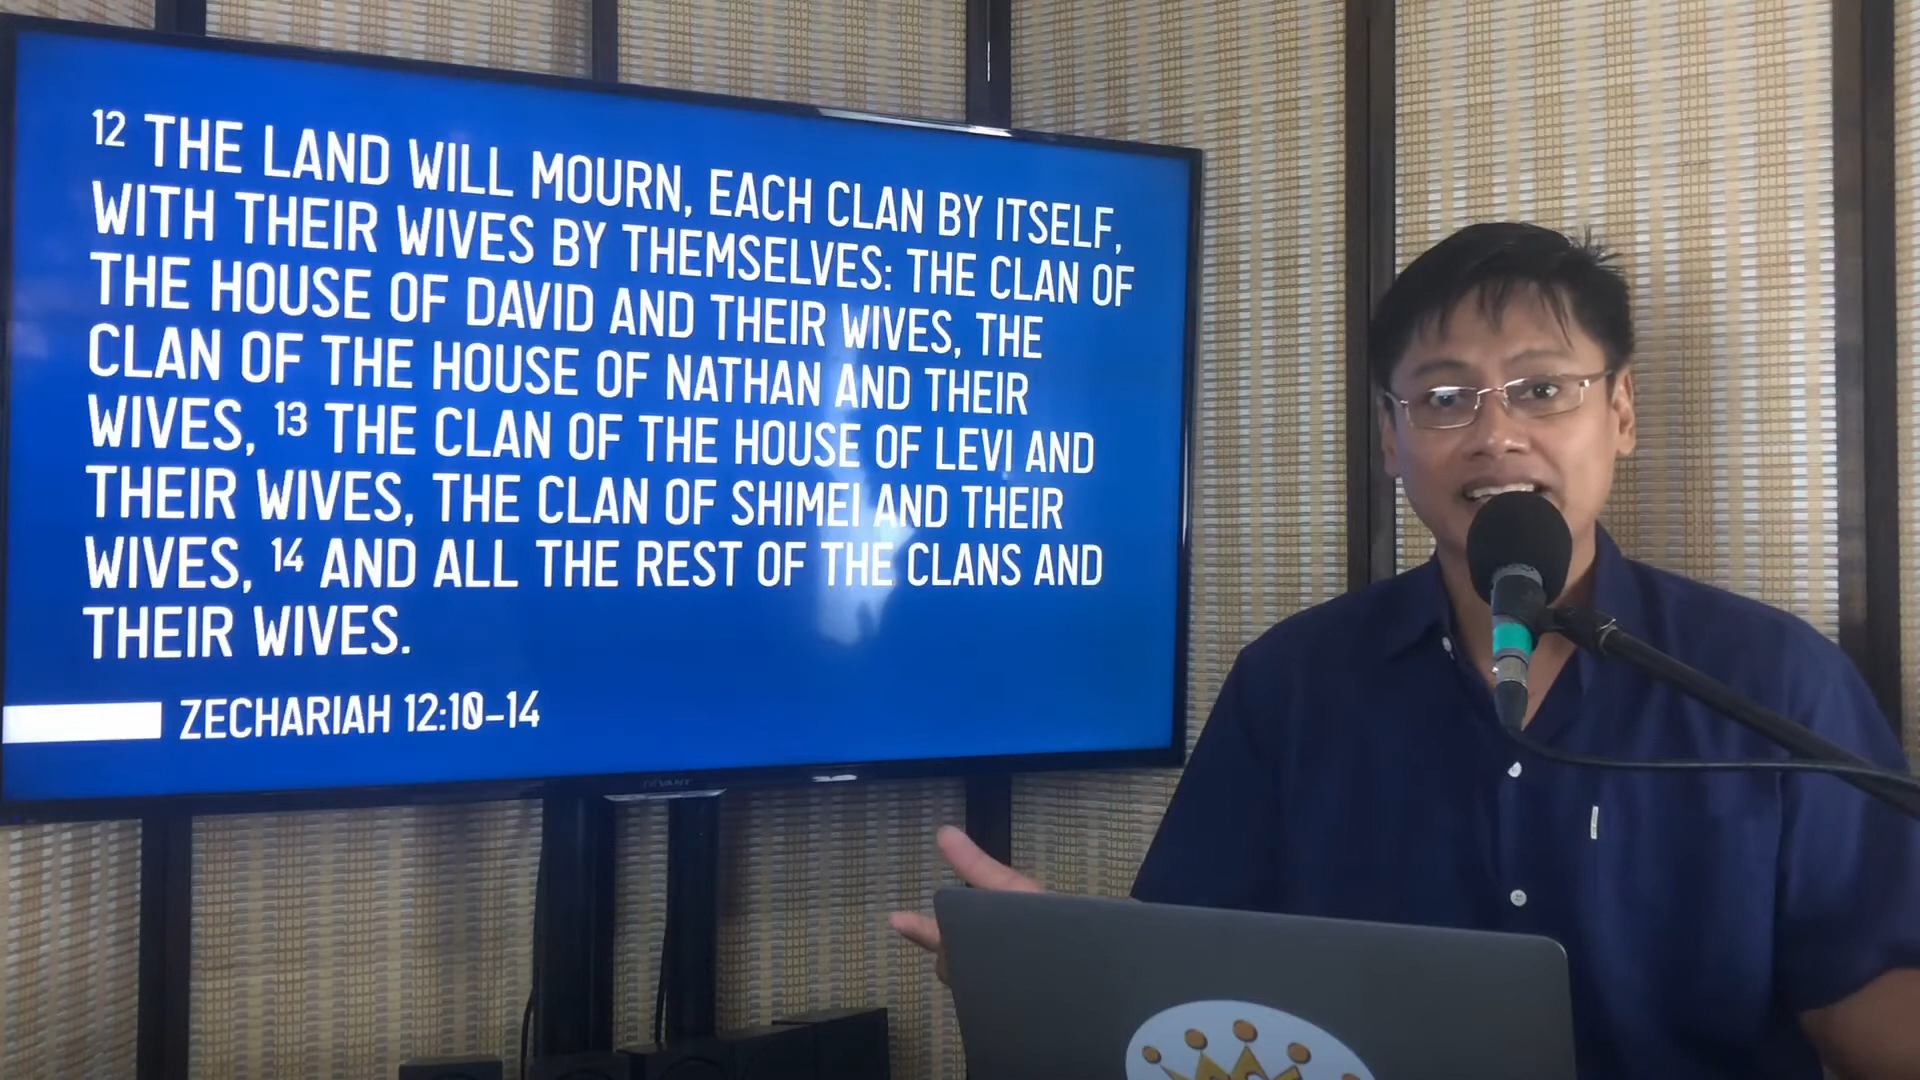 12 THE LAND WILL MOURN, EACH CLAN BY ITSELF,
WITH THEIR WIVES BY THEMSELVES: THE CLAN OF
THE HOUSE OF DAVID AND THEIR WIVES, THE
CLAN OF THE HOUSE OF NATHAN AND THEIR
WIVES, 13 THE CLAN OF THE HOUSE OF LEVI AND
THEIR WIVES, THE CLAN OF SHIMEI AND THEIR
WIVES, 14 AND ALL THE REST OF THE CLANS AND
THEIR WIVES.
ZECHARIAH 12:10-14
DEVANT